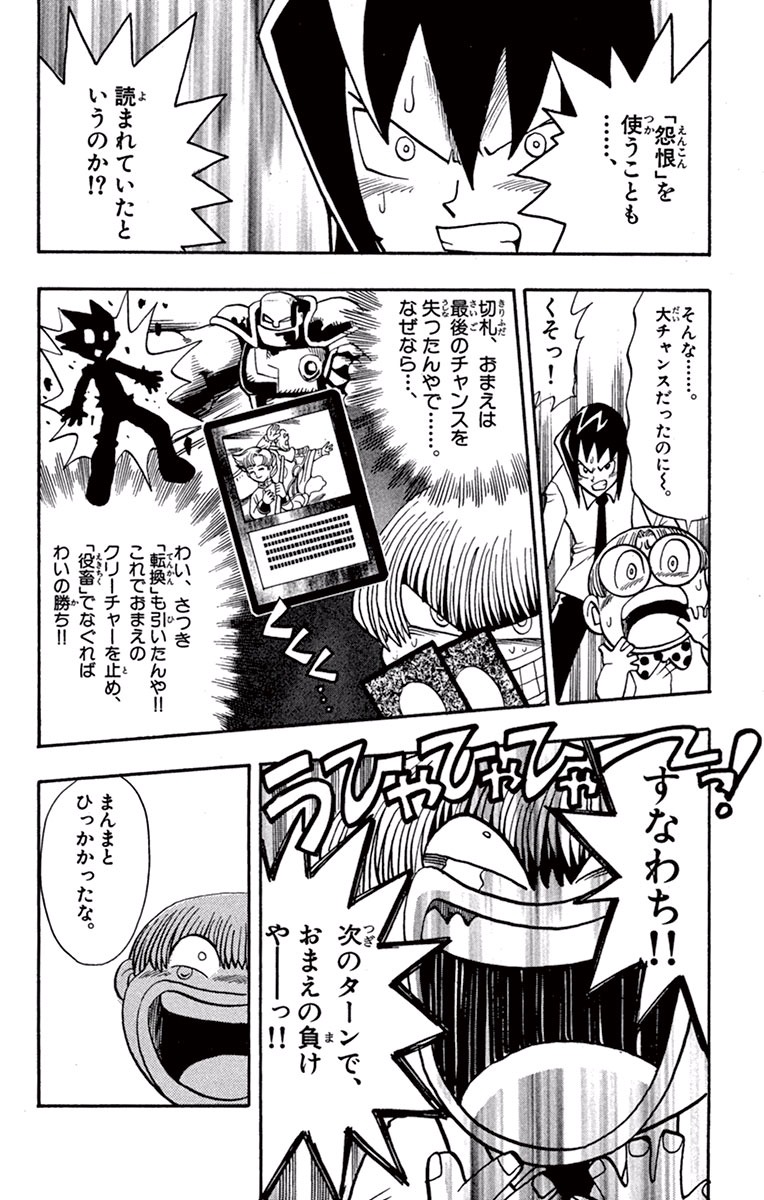 「怨恨」を
使うことも
……、
読まれていたと
いうのか!?
そんな……。
大チャンスだったのに〜。
くそっ！
切札、おまえは
最後のチャンスを
失ったんやで……。
なぜなら、…
わい、さっき
「転換」も引いたんや!!
これでおまえの
クリーチャーを止め、
「役畜」でなぐれば
わいの勝ち!!
くくく……
すなわち!!
うひゃひゃひゃーっ！
次のターンで、
おまえの負け
や――っ!!
まんまと
ひっかかったな。